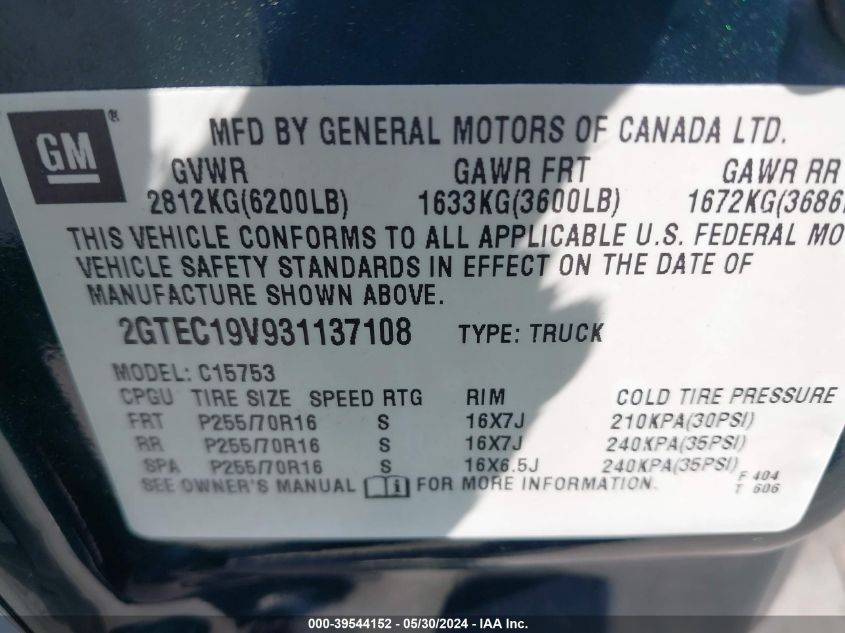 GM®
MFD BY GENERAL MOTORS OF CANADA LTD.
GVWR GAWR FRT GAWR RR
2812KG(6200LB) 1633KG(3600LB) 1672KG(3686
THIS VEHICLE CONFORMS TO ALL APPLICABLE U.S. FEDERAL MO
VEHICLE SAFETY STANDARDS IN EFFECT ON THE DATE OF
MANUFACTURE SHOWN ABOVE.
2GTEC19V931137108 TYPE: TRUCK
MODEL: C15753
CPGU TIRE SIZE SPEED RTG RIM COLD TIRE PRESSURE
FRT P255/70R16 S 16X7J 210KPA(30PSI)
RR P255/70R16 S 16X7J 240KPA(35PSI)
SPA P255/70R16 S 16X6.5J 240KPA(35PSI)
SEE OWNER'S MANUAL i FOR MORE INFORMATION.
F 404
T 606
000-39544152 - 05/30/2024 - IAA Inc.